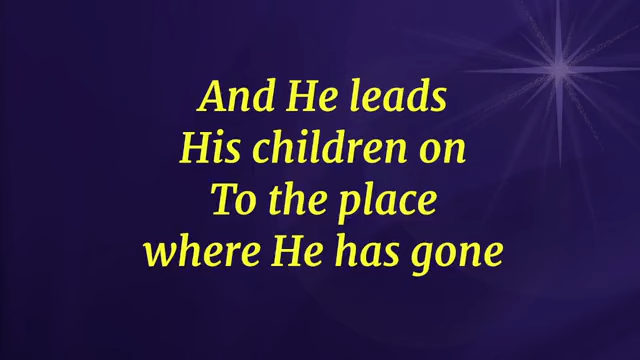 And He leads
His children on
To the place
where He has gone